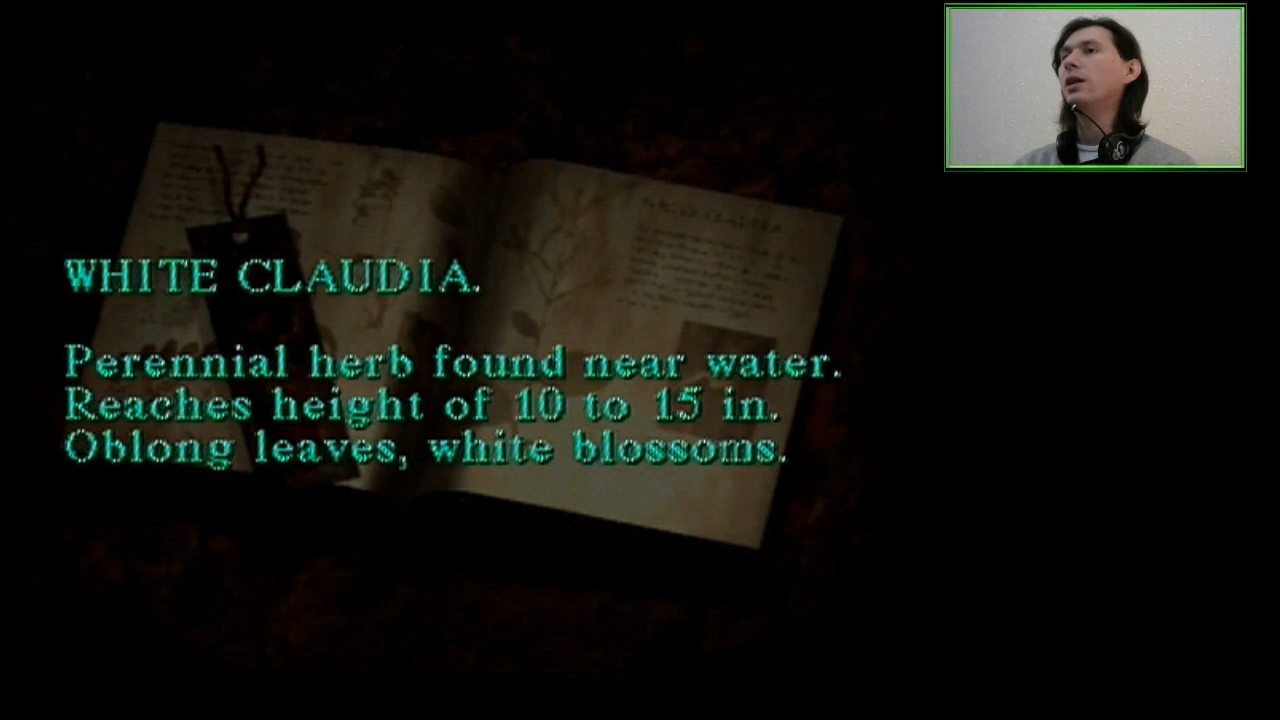 WHITE CLAUDIA.
Perennial herb found near water.
Reaches height of 10 to 15 in.
Oblong leaves, white blossoms.